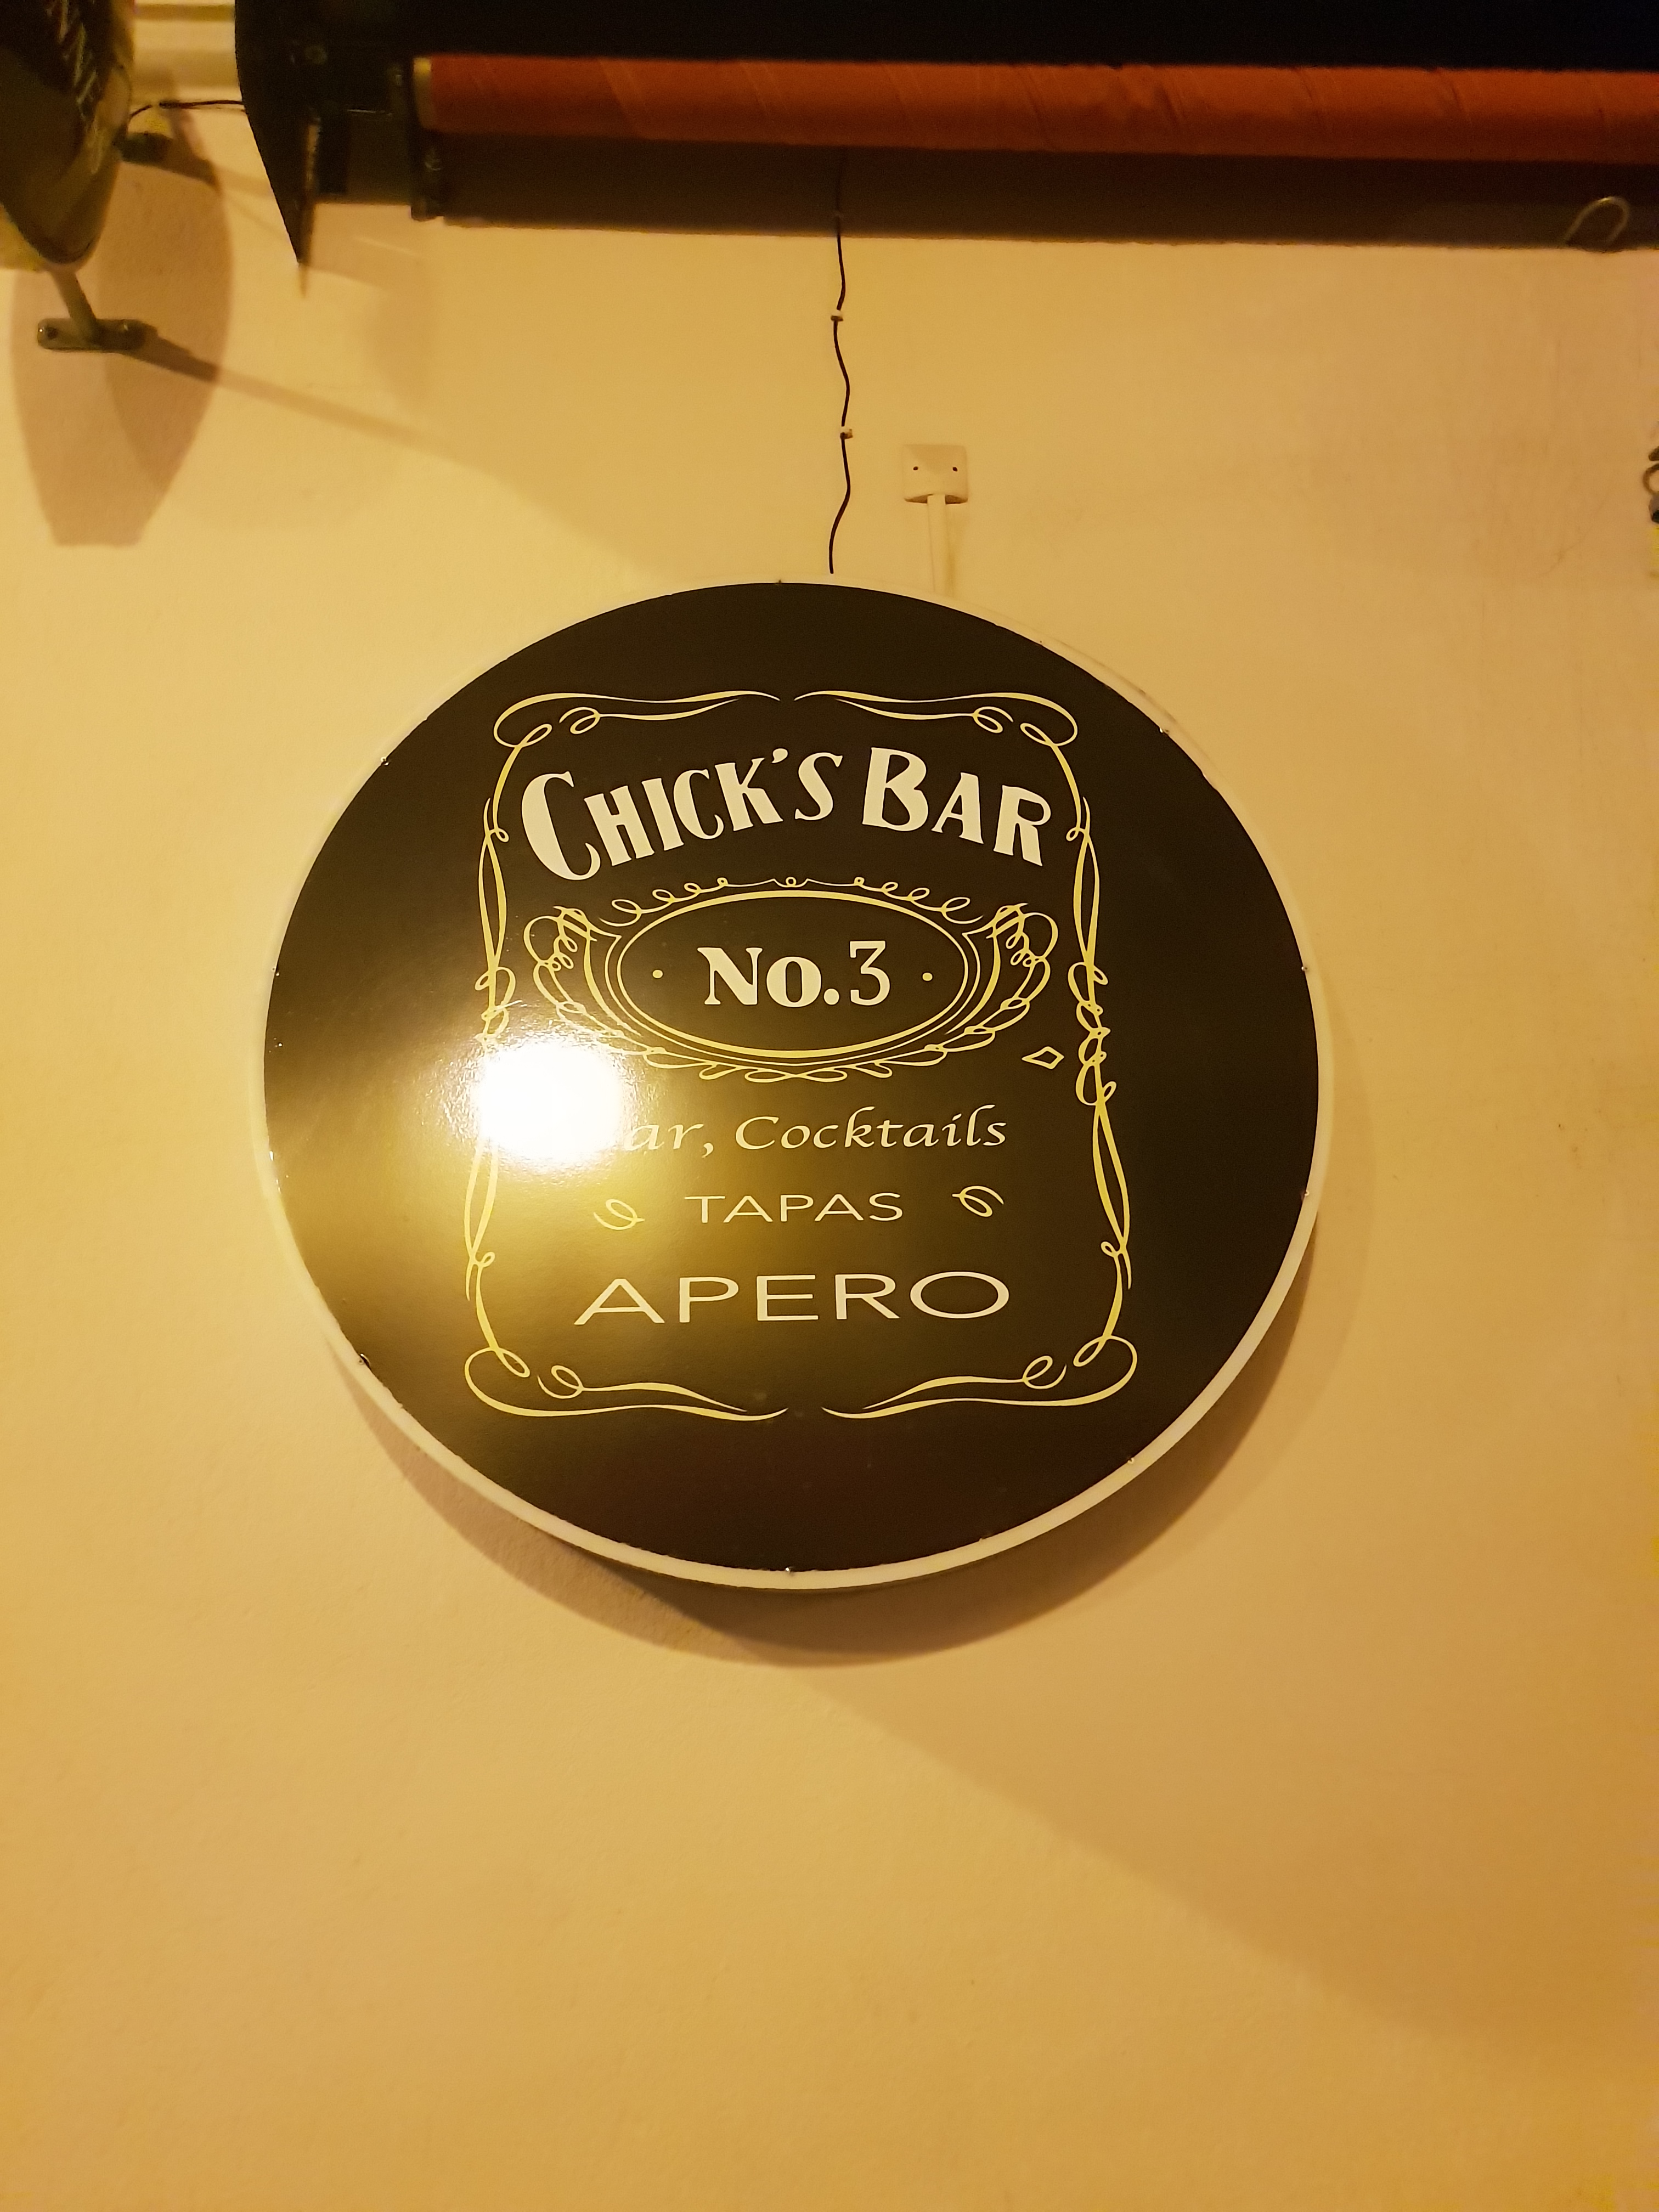 CHICK'S BAR
No.3
Cocktails
TAPAS
APERO